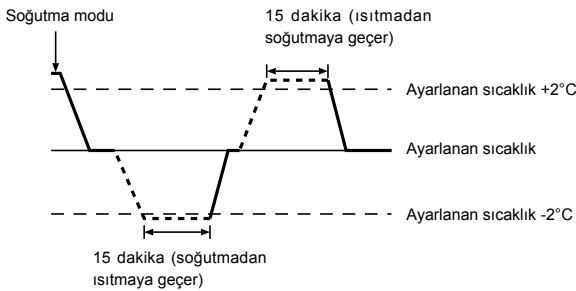 Soğutma modu
15 dakika (ısıtmadan
soğutmaya geçer)
Ayarlanan sıcaklık +2°C
Ayarlanan sıcaklık
Ayarlanan sıcaklık -2°C
15 dakika (soğutmadan
ısıtmaya geçer)